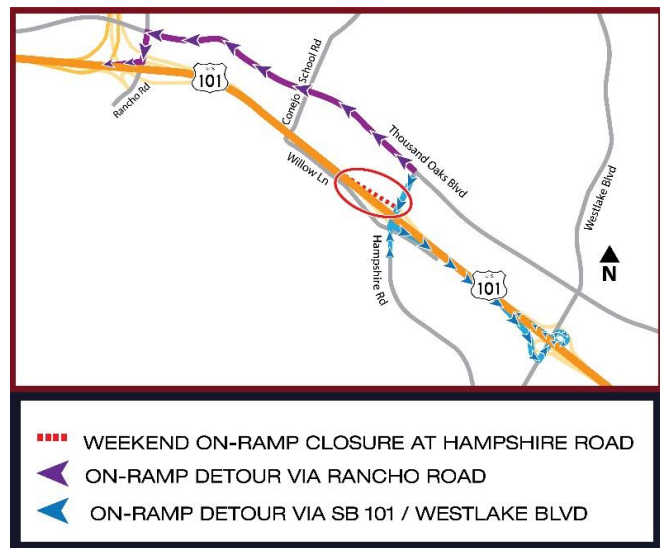 U.S.
101
Rancho Rd
Conejo School Rd
Willow Ln
Thousand Oaks Blvd
Westlake Blvd
Hampshire Rd
N
U.S.
101
WEEKEND ON-RAMP CLOSURE AT HAMPSHIRE ROAD
ON-RAMP DETOUR VIA RANCHO ROAD
ON-RAMP DETOUR VIA SB 101 / WESTLAKE BLVD